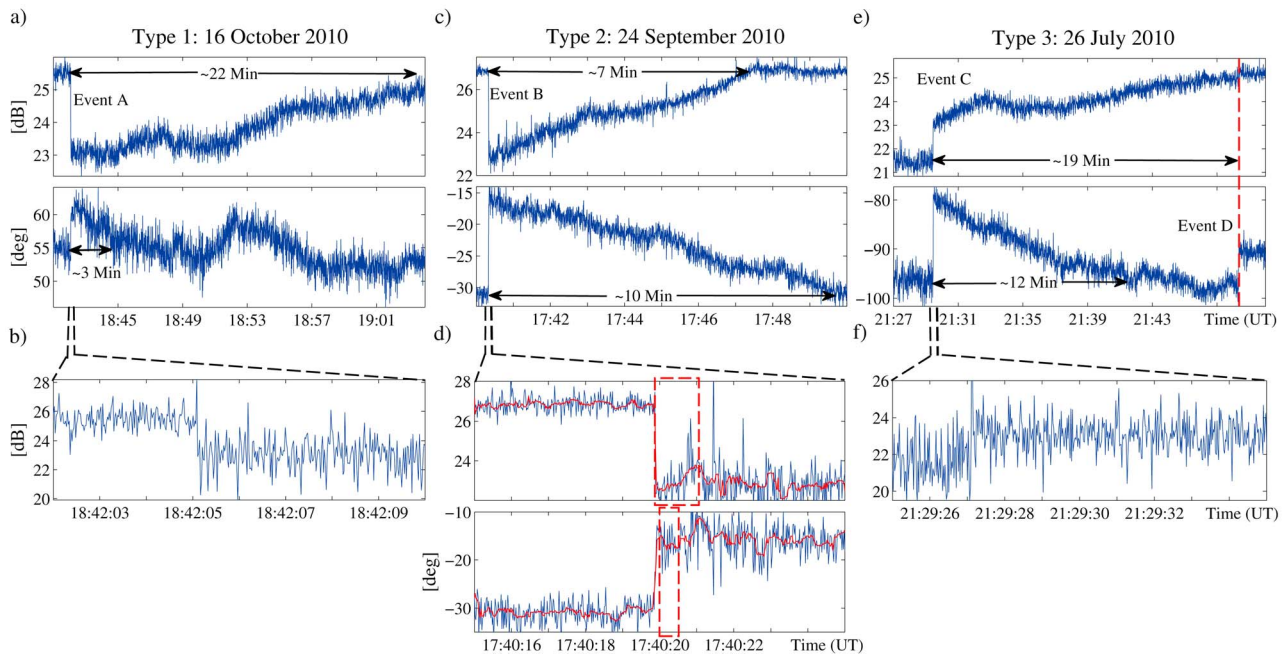 a)
Type 1: 16 October 2010
25
24
23
[dB]
~22 Min
Event A
60
55
50
[deg]
~3 Min
18:45 18:49 18:53 18:57 19:01
b)
28
26
24
22
20
[dB]
18:42:03 18:42:05 18:42:07 18:42:09
c)
Type 2: 24 September 2010
26
24
22
~7 Min
Event B
-15
-20
-25
-30
~10 Min
17:42 17:44 17:46 17:48
d)
28
24
-10
-20
-30
[deg]
17:40:16 17:40:18 17:40:20 17:40:22 Time (UT)
e)
Type 3: 26 July 2010
25
24
23
22
21
[dB]
Event C
~19 Min
-80
-90
-100
[deg]
Event D
~12 Min
21:27 21:31 21:35 21:39 21:43 Time (UT)
f)
26
24
22
20
[dB]
21:29:26 21:29:28 21:29:30 21:29:32 Time (UT)